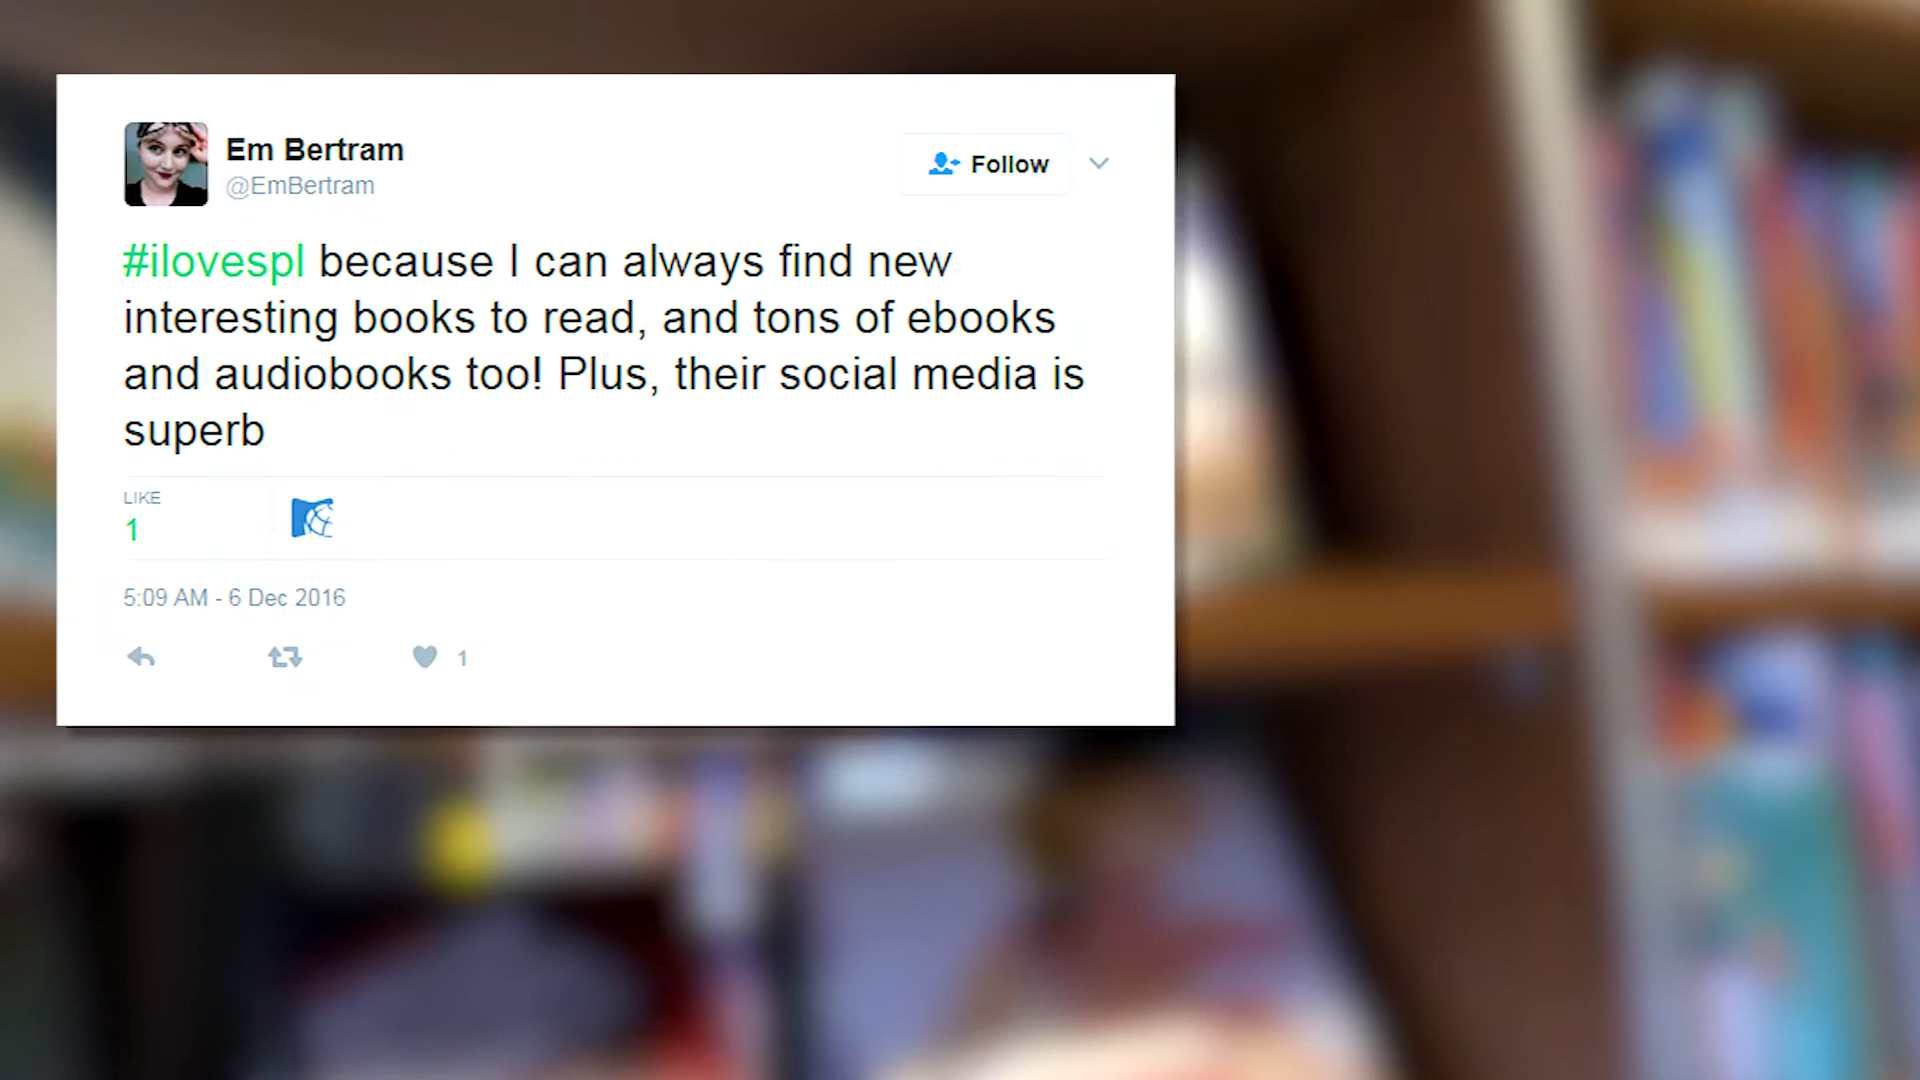 Em Bertram
@EmBertram
Follow
#ilovespl because I can always find new
interesting books to read, and tons of ebooks
and audiobooks too! Plus, their social media is
superb
LIKE
1
5:09 AM - 6 Dec 2016
1